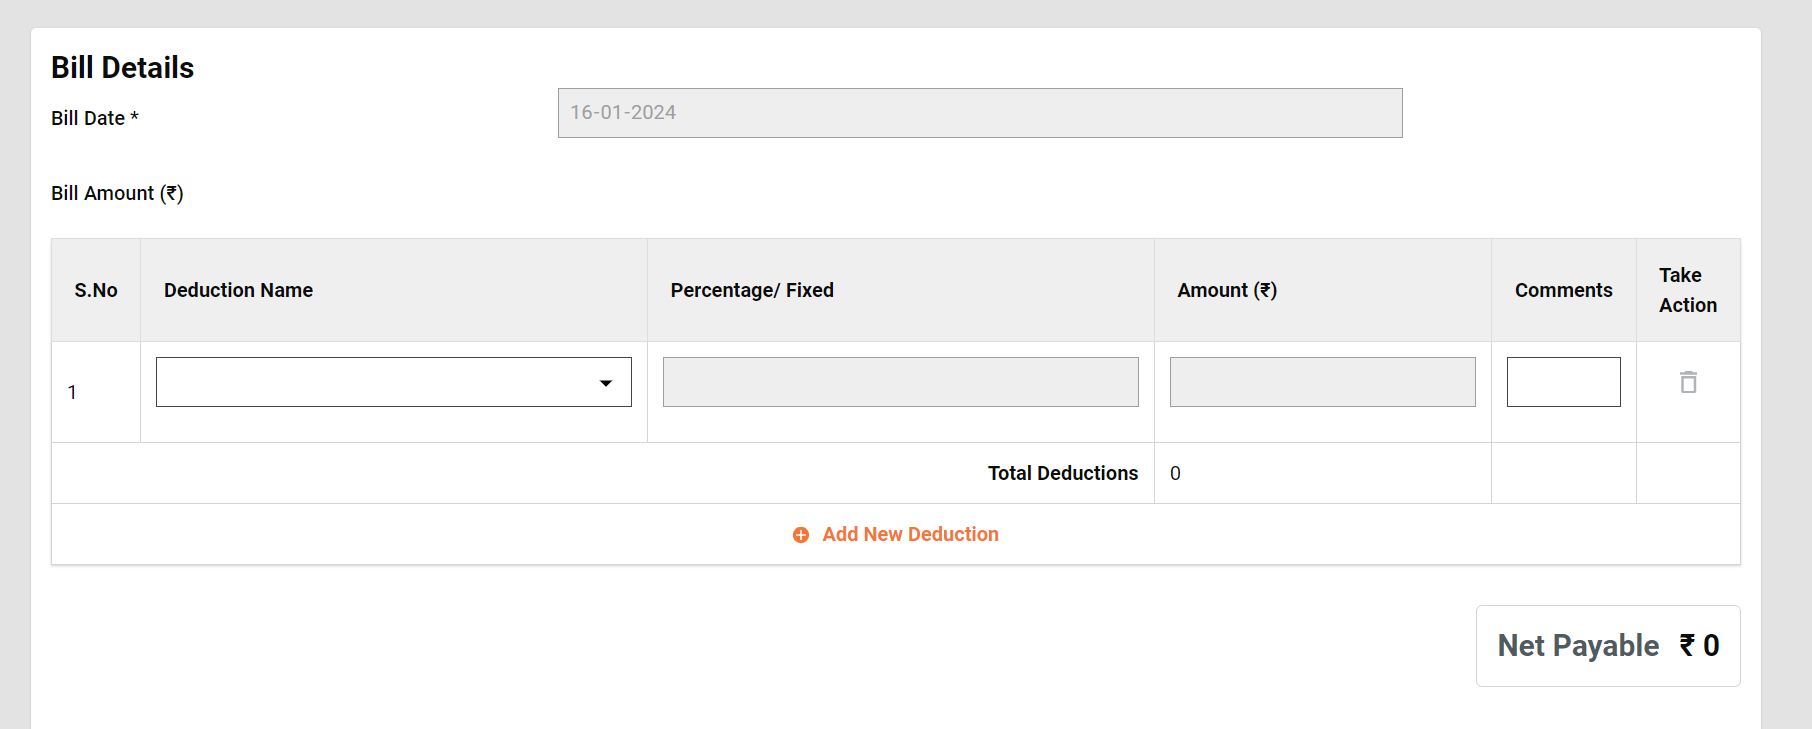 Bill Details
Bill Date *
16-01-2024
Bill Amount (₹)
S.No
Deduction Name
Percentage/ Fixed
Amount (₹)
Comments
Take
Action
1
Total Deductions
0
Add New Deduction
Net Payable ₹ 0